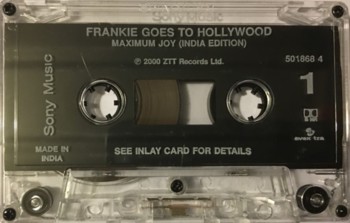 FRANKIE GOES TO HOLLYWOOD
MAXIMUM JOY (INDIA EDITION)
℗ 2000 ZTT Records Ltd.
501868 4
Sony Music
1
MADE IN
INDIA
SEE INLAY CARD FOR DETAILS